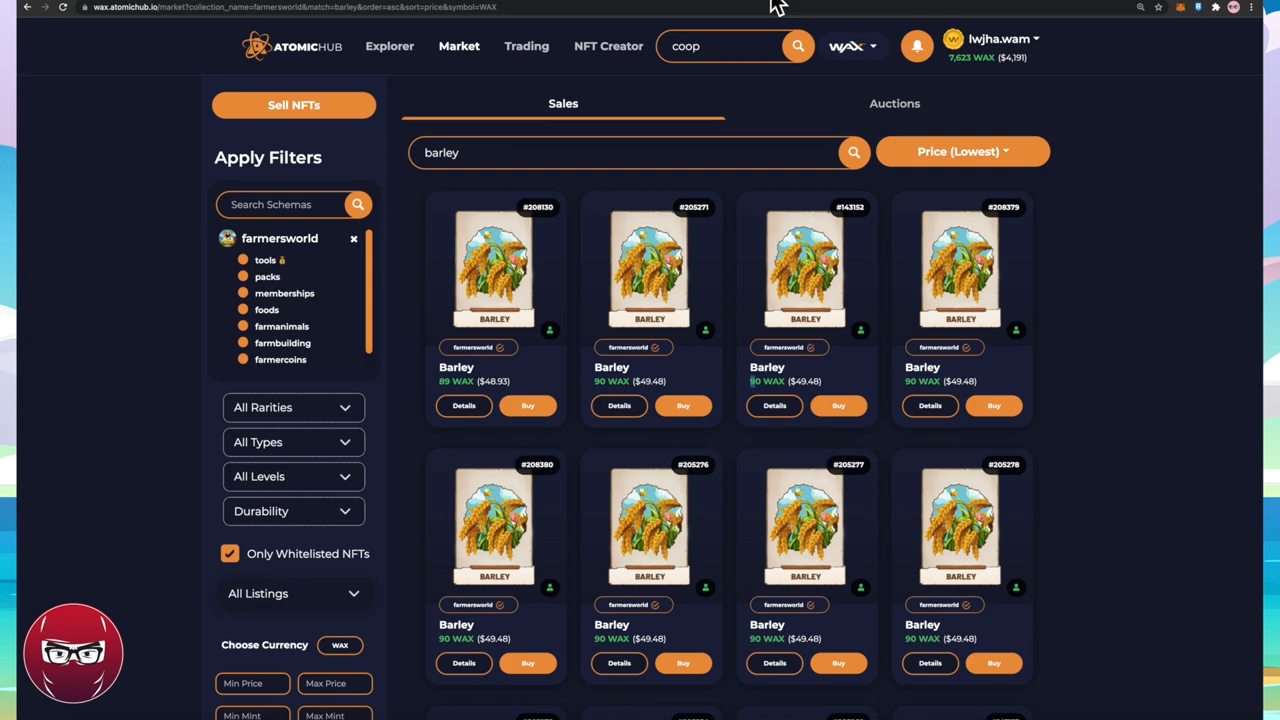 wax.atomichub.io/market?collection_name=farmersworld&match=barley&order=asc&sort=price&symbol=WAX
ATOMICHUB
Explorer
Market
Trading
NFT Creator
coop
WAX
lwjha.wam
7,623 WAX ($4,191)
Sell NFTs
Sales
Auctions
Apply Filters
barley
Price (Lowest)
Search Schemas
farmersworld
tools
packs
memberships
foods
farmanimals
farmbuilding
farmercoins
All Rarities
All Types
All Levels
Durability
Only Whitelisted NFTs
All Listings
Choose Currency
WAX
Min Price
Max Price
Min Mint
Max Mint
#208130
BARLEY
farmersworld
Barley
89 WAX ($48.93)
Details
Buy
#205271
BARLEY
farmersworld
Barley
90 WAX ($49.48)
Details
Buy
#143152
BARLEY
farmersworld
Barley
90 WAX ($49.48)
Details
Buy
#208379
BARLEY
farmersworld
Barley
90 WAX ($49.48)
Details
Buy
#208380
BARLEY
farmersworld
Barley
90 WAX ($49.48)
Details
Buy
#205276
BARLEY
farmersworld
Barley
90 WAX ($49.48)
Details
Buy
#205277
BARLEY
farmersworld
Barley
90 WAX ($49.48)
Details
Buy
#205278
BARLEY
farmersworld
Barley
90 WAX ($49.48)
Details
Buy